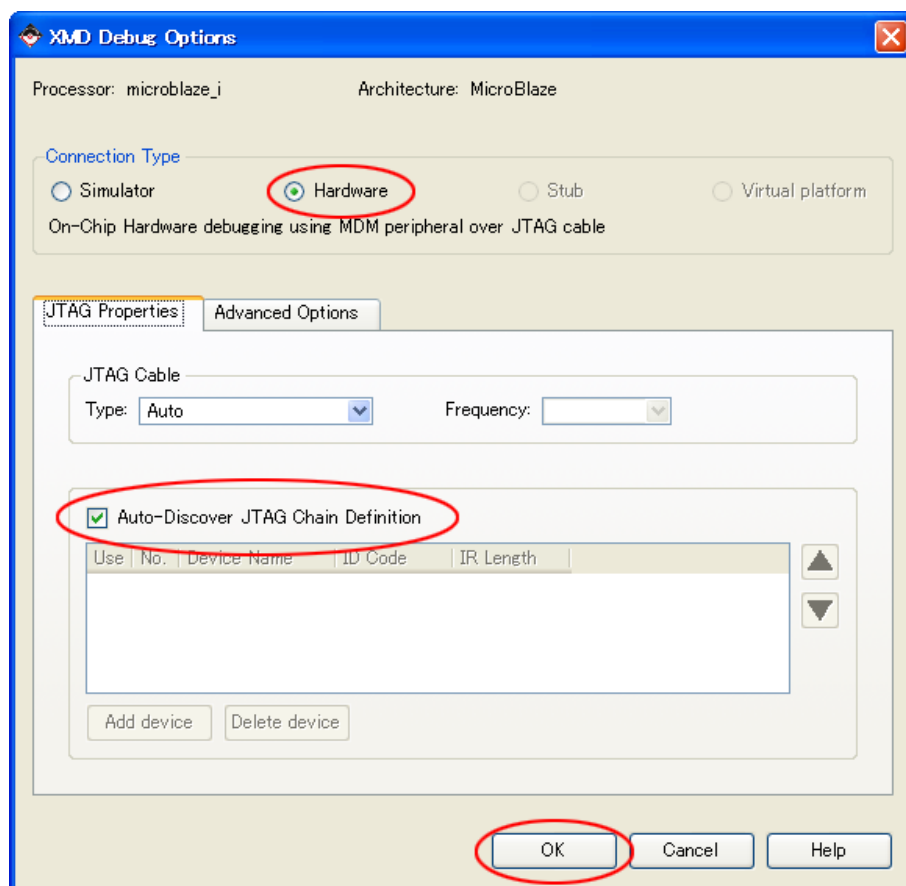 XMD Debug Options
Processor: microblaze_i Architecture: MicroBlaze
Connection Type
Simulator Hardware Stub Virtual platform
On-Chip Hardware debugging using MDM peripheral over JTAG cable
JTAG Properties Advanced Options
JTAG Cable
Type: Auto Frequency:
Auto-Discover JTAG Chain Definition
Use No. Device Name ID Code IR Length
Add device Delete device
OK Cancel Help